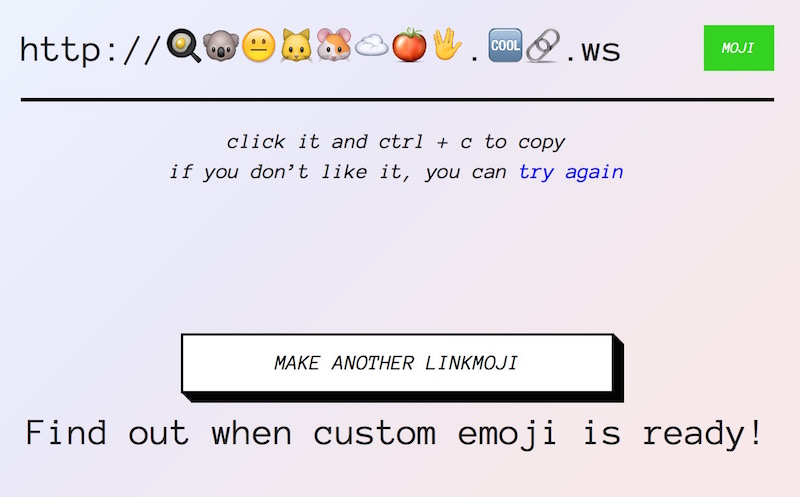 http://🍳🐨😐🐱🐹☁️🍅🖖.🆒🔗.ws
MOJI
click it and ctrl + c to copy
if you don't like it, you can try again
MAKE ANOTHER LINKMOJI
Find out when custom emoji is ready!